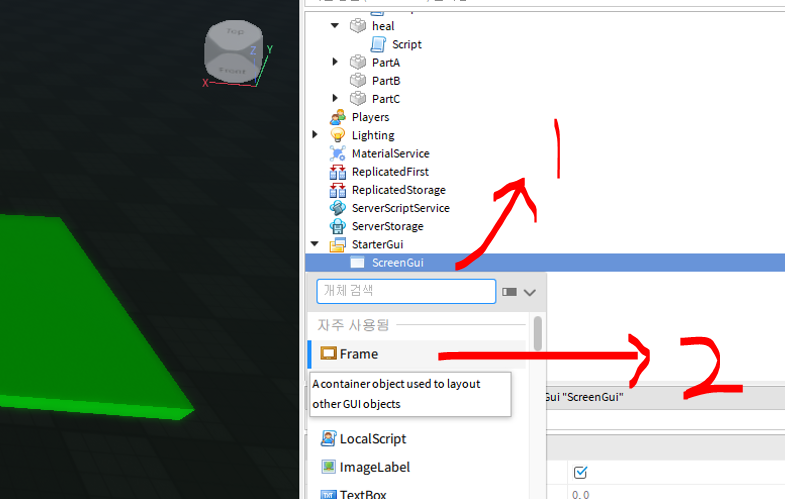 heal
Script
PartA
PartB
PartC
Players
Lighting
MaterialService
ReplicatedFirst
ReplicatedStorage
ServerScriptService
ServerStorage
StarterGui
ScreenGui
1
개체 검색
자주 사용됨
Frame
2
A container object used to layout
other GUI objects
Gui "ScreenGui"
LocalScript
ImageLabel
TXT TextBox
0, 0
X
Z
Y